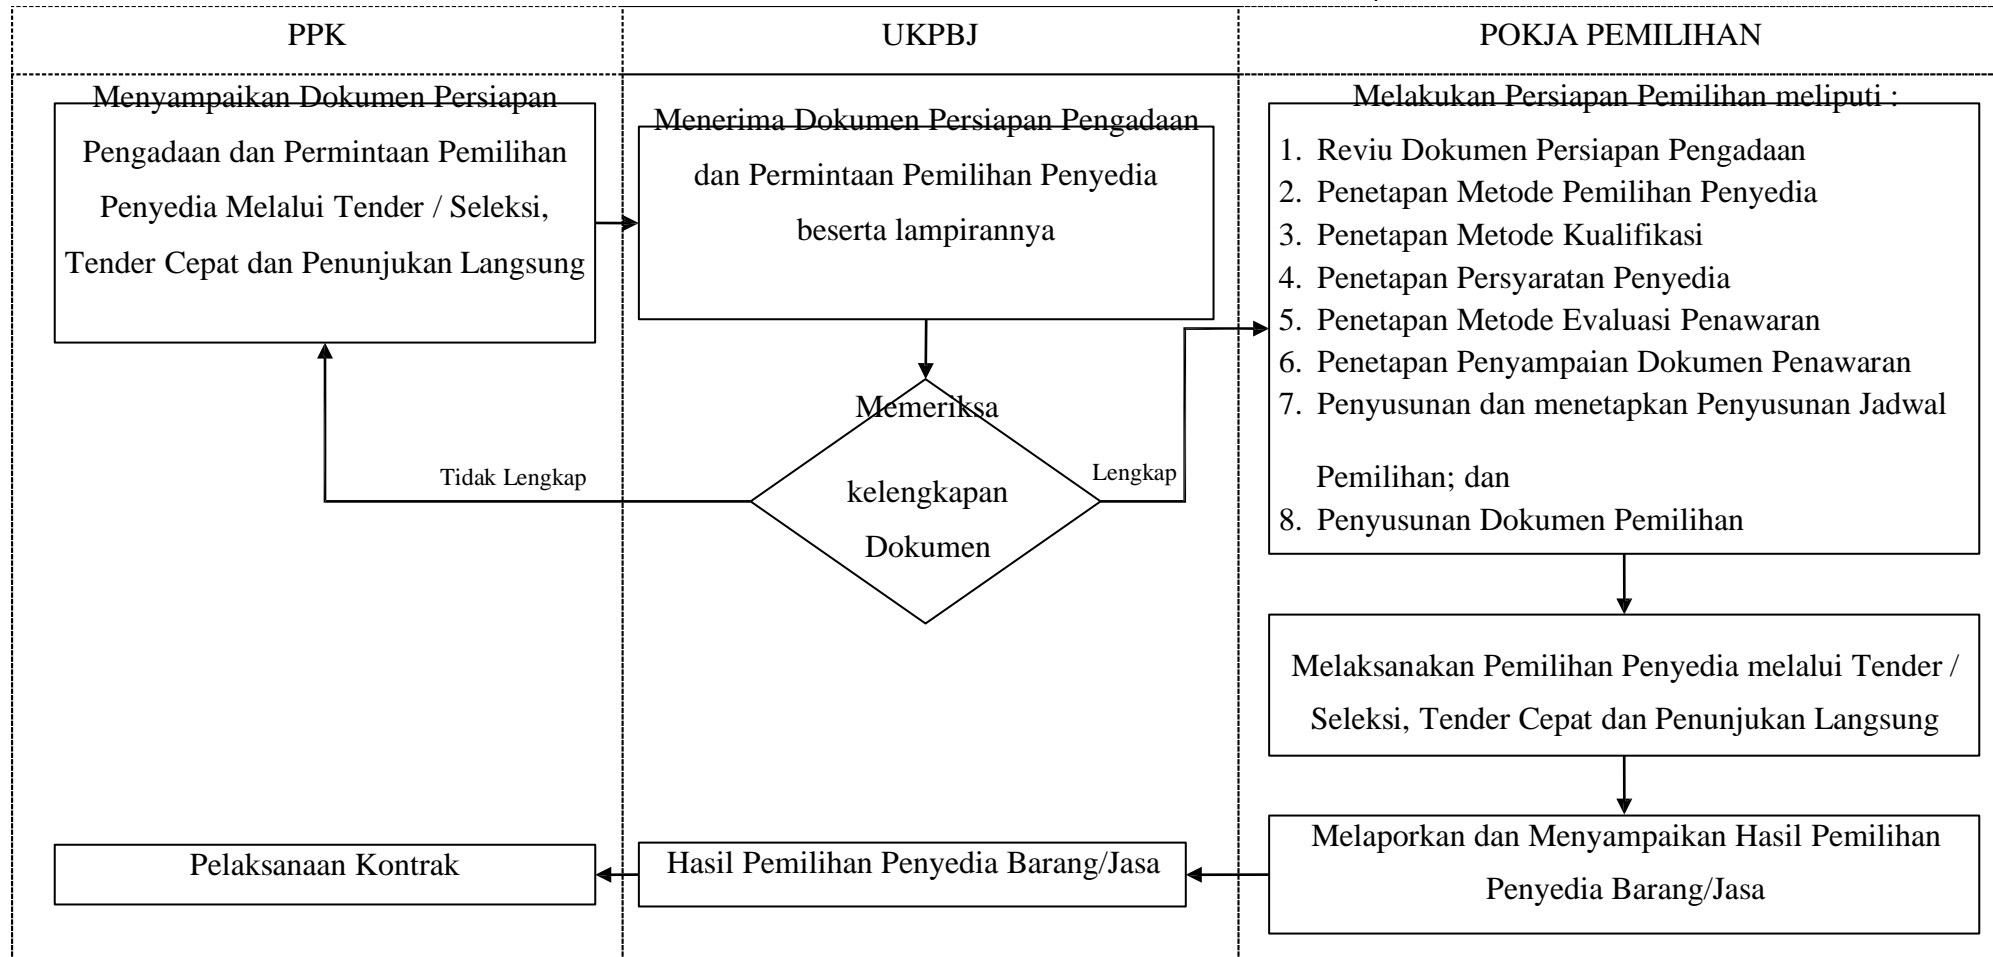 PPK
UKPBJ
POKJA PEMILIHAN
Menyampaikan Dokumen Persiapan
Pengadaan dan Permintaan Pemilihan
Penyedia Melalui Tender / Seleksi,
Tender Cepat dan Penunjukan Langsung
Menerima Dokumen Persiapan Pengadaan
dan Permintaan Pemilihan Penyedia
beserta lampirannya
Memeriksa
kelengkapan
Dokumen
Tidak Lengkap
Lengkap
Melakukan Persiapan Pemilihan meliputi :
1. Reviu Dokumen Persiapan Pengadaan
2. Penetapan Metode Pemilihan Penyedia
3. Penetapan Metode Kualifikasi
4. Penetapan Persyaratan Penyedia
5. Penetapan Metode Evaluasi Penawaran
6. Penetapan Penyampaian Dokumen Penawaran
7. Penyusunan dan menetapkan Penyusunan Jadwal
Pemilihan; dan
8. Penyusunan Dokumen Pemilihan
Melaksanakan Pemilihan Penyedia melalui Tender /
Seleksi, Tender Cepat dan Penunjukan Langsung
Melaporkan dan Menyampaikan Hasil Pemilihan
Penyedia Barang/Jasa
Hasil Pemilihan Penyedia Barang/Jasa
Pelaksanaan Kontrak